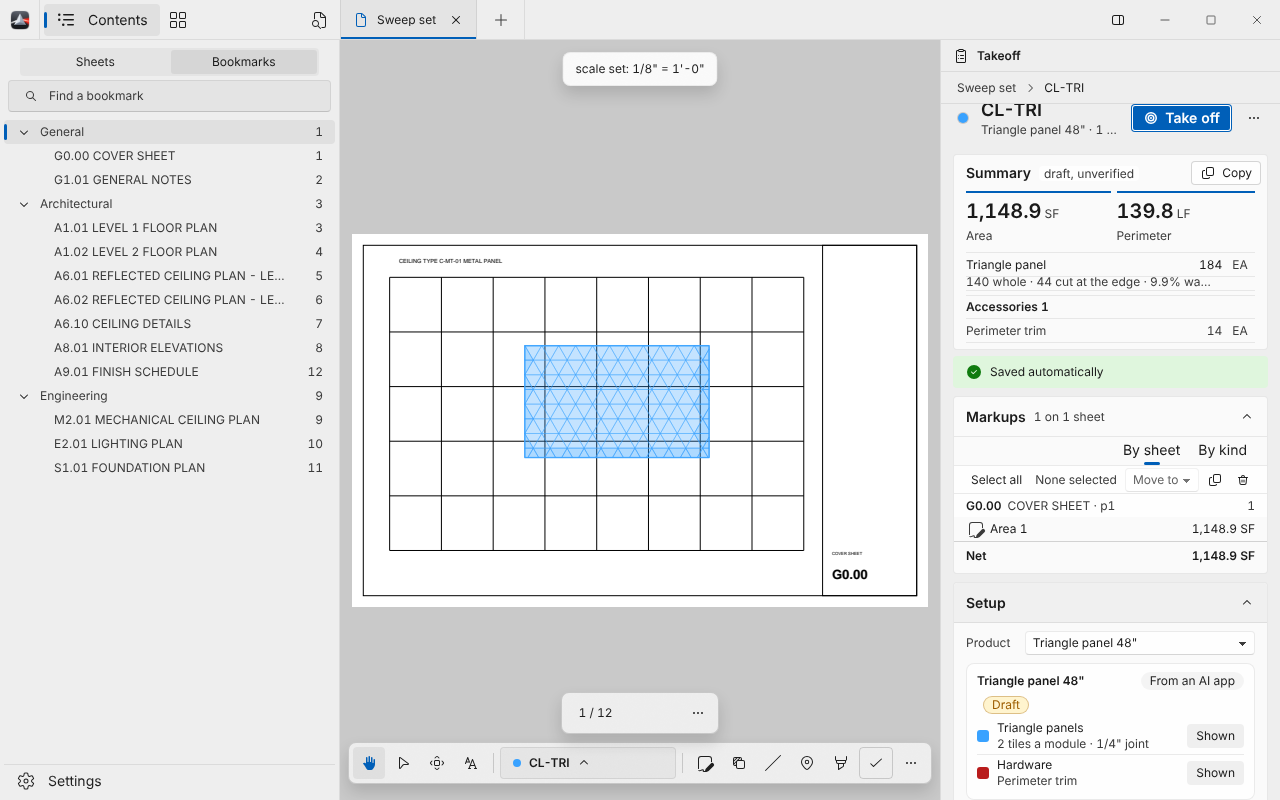 Contents
Sweep set
Sheets
Bookmarks
Find a bookmark
General 1
G0.00 COVER SHEET 1
G1.01 GENERAL NOTES 2
Architectural 3
A1.01 LEVEL 1 FLOOR PLAN 3
A1.02 LEVEL 2 FLOOR PLAN 4
A6.01 REFLECTED CEILING PLAN - LE... 5
A6.02 REFLECTED CEILING PLAN - LE... 6
A6.10 CEILING DETAILS 7
A8.01 INTERIOR ELEVATIONS 8
A9.01 FINISH SCHEDULE 12
Engineering 9
M2.01 MECHANICAL CEILING PLAN 9
E2.01 LIGHTING PLAN 10
S1.01 FOUNDATION PLAN 11
Settings
scale set: 1/8" = 1'-0"
CEILING TYPE C-MT-01 METAL PANEL
COVER SHEET
G0.00
1 / 12
CL-TRI
Takeoff
Sweep set > CL-TRI
CL-TRI
Triangle panel 48" · 1 ...
Take off
Summary draft, unverified
Copy
1,148.9 SF
Area
139.8 LF
Perimeter
Triangle panel 184 EA
140 whole · 44 cut at the edge · 9.9% wa...
Accessories 1
Perimeter trim 14 EA
Saved automatically
Markups 1 on 1 sheet
By sheet By kind
Select all None selected Move to
G0.00 COVER SHEET · p1 1
Area 1 1,148.9 SF
Net 1,148.9 SF
Setup
Product Triangle panel 48"
Triangle panel 48" From an AI app
Draft
Triangle panels
2 tiles a module · 1/4" joint
Shown
Hardware
Perimeter trim
Shown